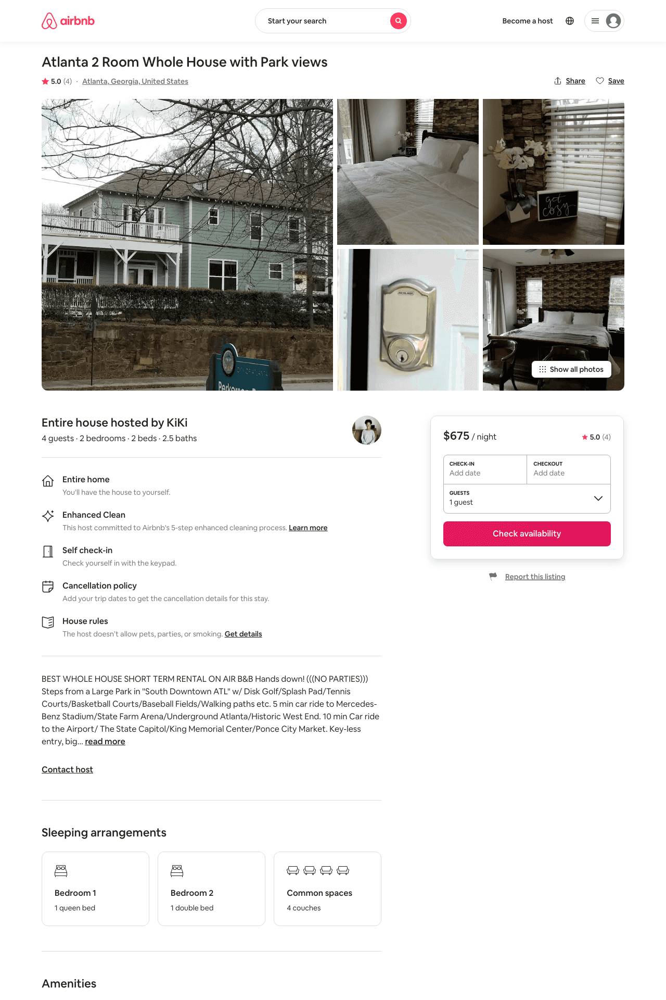 airbnb
Start your search
Become a host
Atlanta 2 Room Whole House with Park views
5.0 (4) · Atlanta, Georgia, United States
Share
Save
get
cozy
SCHLAGE
CITY OF ATLANTA
Show all photos
Entire house hosted by KiKi
4 guests · 2 bedrooms · 2 beds · 2.5 baths
$675 / night
5.0 (4)
CHECK-IN
Add date
CHECKOUT
Add date
GUESTS
1 guest
Check availability
Report this listing
Entire home
You’ll have the house to yourself.
Enhanced Clean
This host committed to Airbnb's 5-step enhanced cleaning process. Learn more
Self check-in
Check yourself in with the keypad.
Cancellation policy
Add your trip dates to get the cancellation details for this stay.
House rules
The host doesn’t allow pets, parties, or smoking. Get details
BEST WHOLE HOUSE SHORT TERM RENTAL ON AIR B&B Hands down! (((NO PARTIES)))
Steps from a Large Park in "South Downtown ATL" w/ Disk Golf/Splash Pad/Tennis
Courts/Basketball Courts/Baseball Fields/Walking paths etc. 5 min car ride to Mercedes-
Benz Stadium/State Farm Arena/Underground Atlanta/Historic West End. 10 min Car ride
to the Airport/ The State Capitol/King Memorial Center/Ponce City Market. Key-less
entry, big... read more
Contact host
Sleeping arrangements
Bedroom 1
1 queen bed
Bedroom 2
1 double bed
Common spaces
4 couches
Amenities